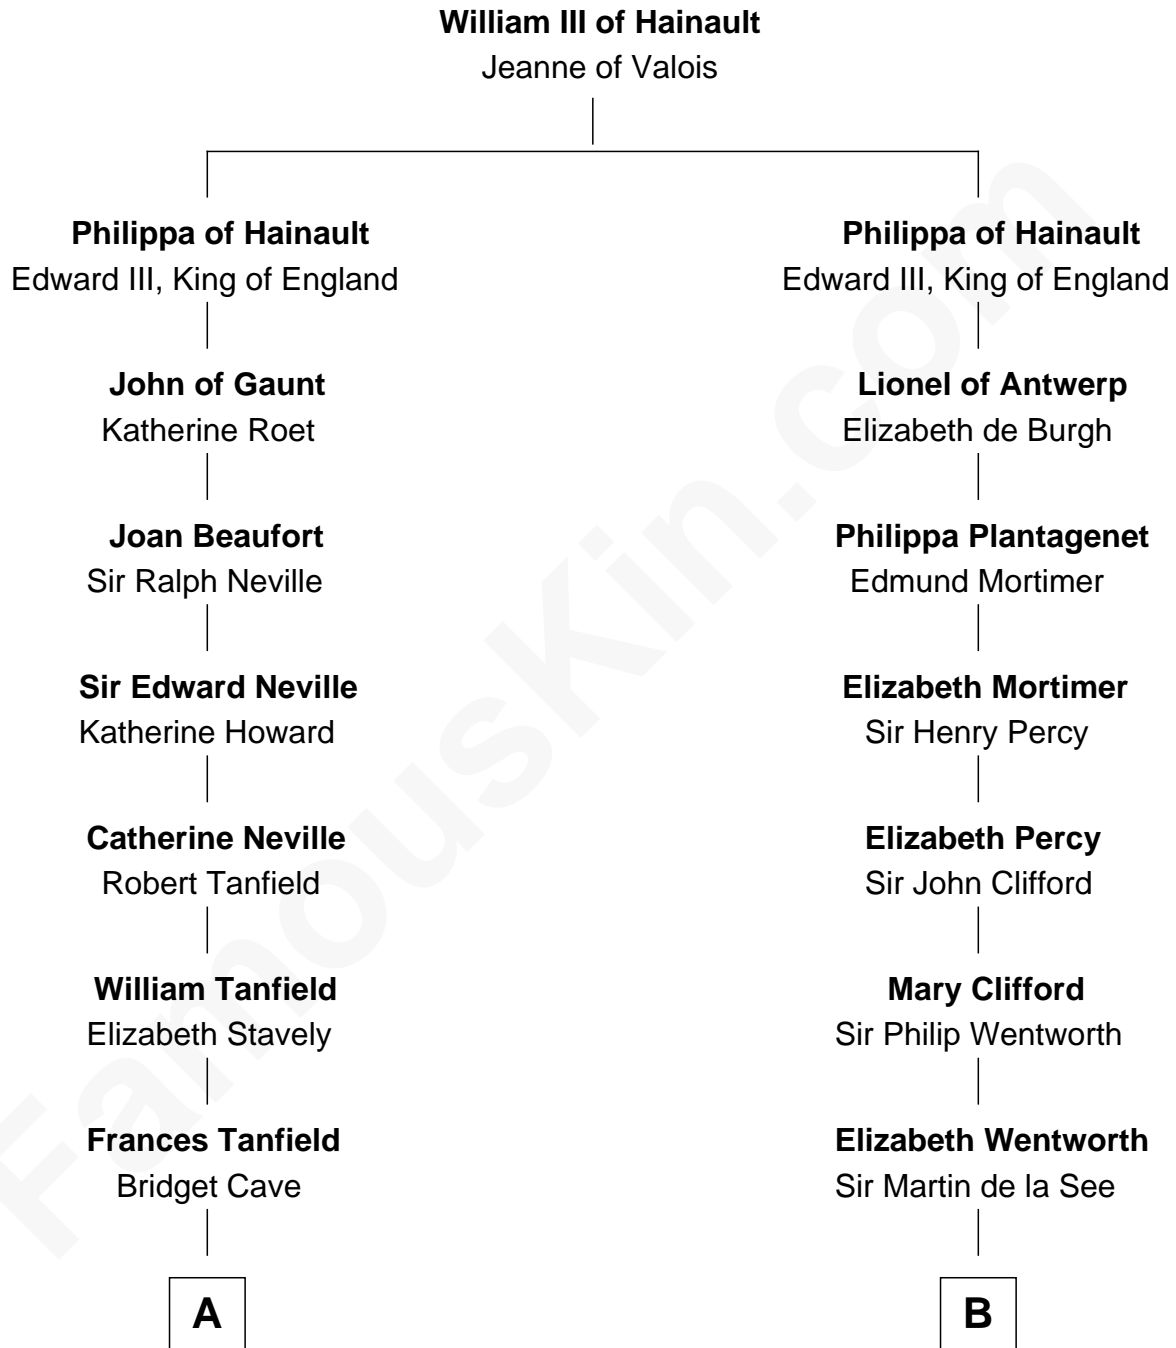 William III of Hainault
Jeanne of Valois
Philippa of Hainault
Edward III, King of England
John of Gaunt
Katherine Roet
Joan Beaufort
Sir Ralph Neville
Sir Edward Neville
Katherine Howard
Catherine Neville
Robert Tanfield
William Tanfield
Elizabeth Stavely
Frances Tanfield
Bridget Cave
A
Philippa of Hainault
Edward III, King of England
Lionel of Antwerp
Elizabeth de Burgh
Philippa Plantagenet
Edmund Mortimer
Elizabeth Mortimer
Sir Henry Percy
Elizabeth Percy
Sir John Clifford
Mary Clifford
Sir Philip Wentworth
Elizabeth Wentworth
Sir Martin de la See
B
FamousKin.com